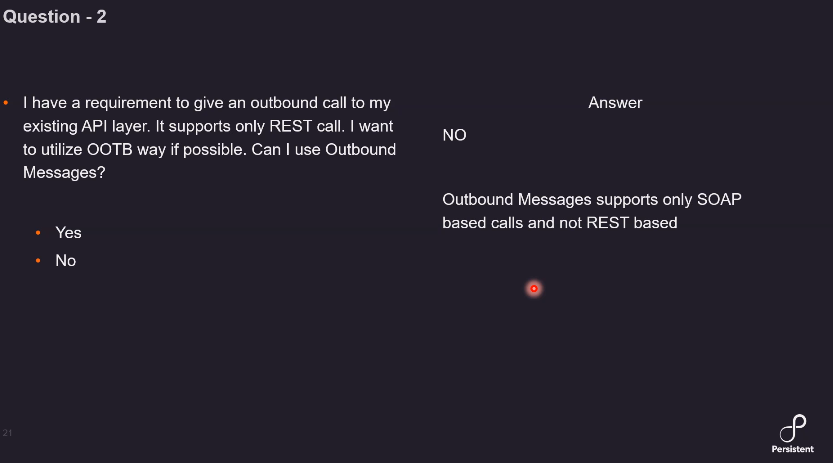 Question - 2
I have a requirement to give an outbound call to my
existing API layer. It supports only REST call. I want
to utilize OOTB way if possible. Can I use Outbound
Messages?
Yes
No
Answer
NO
Outbound Messages supports only SOAP
based calls and not REST based
21
Persistent